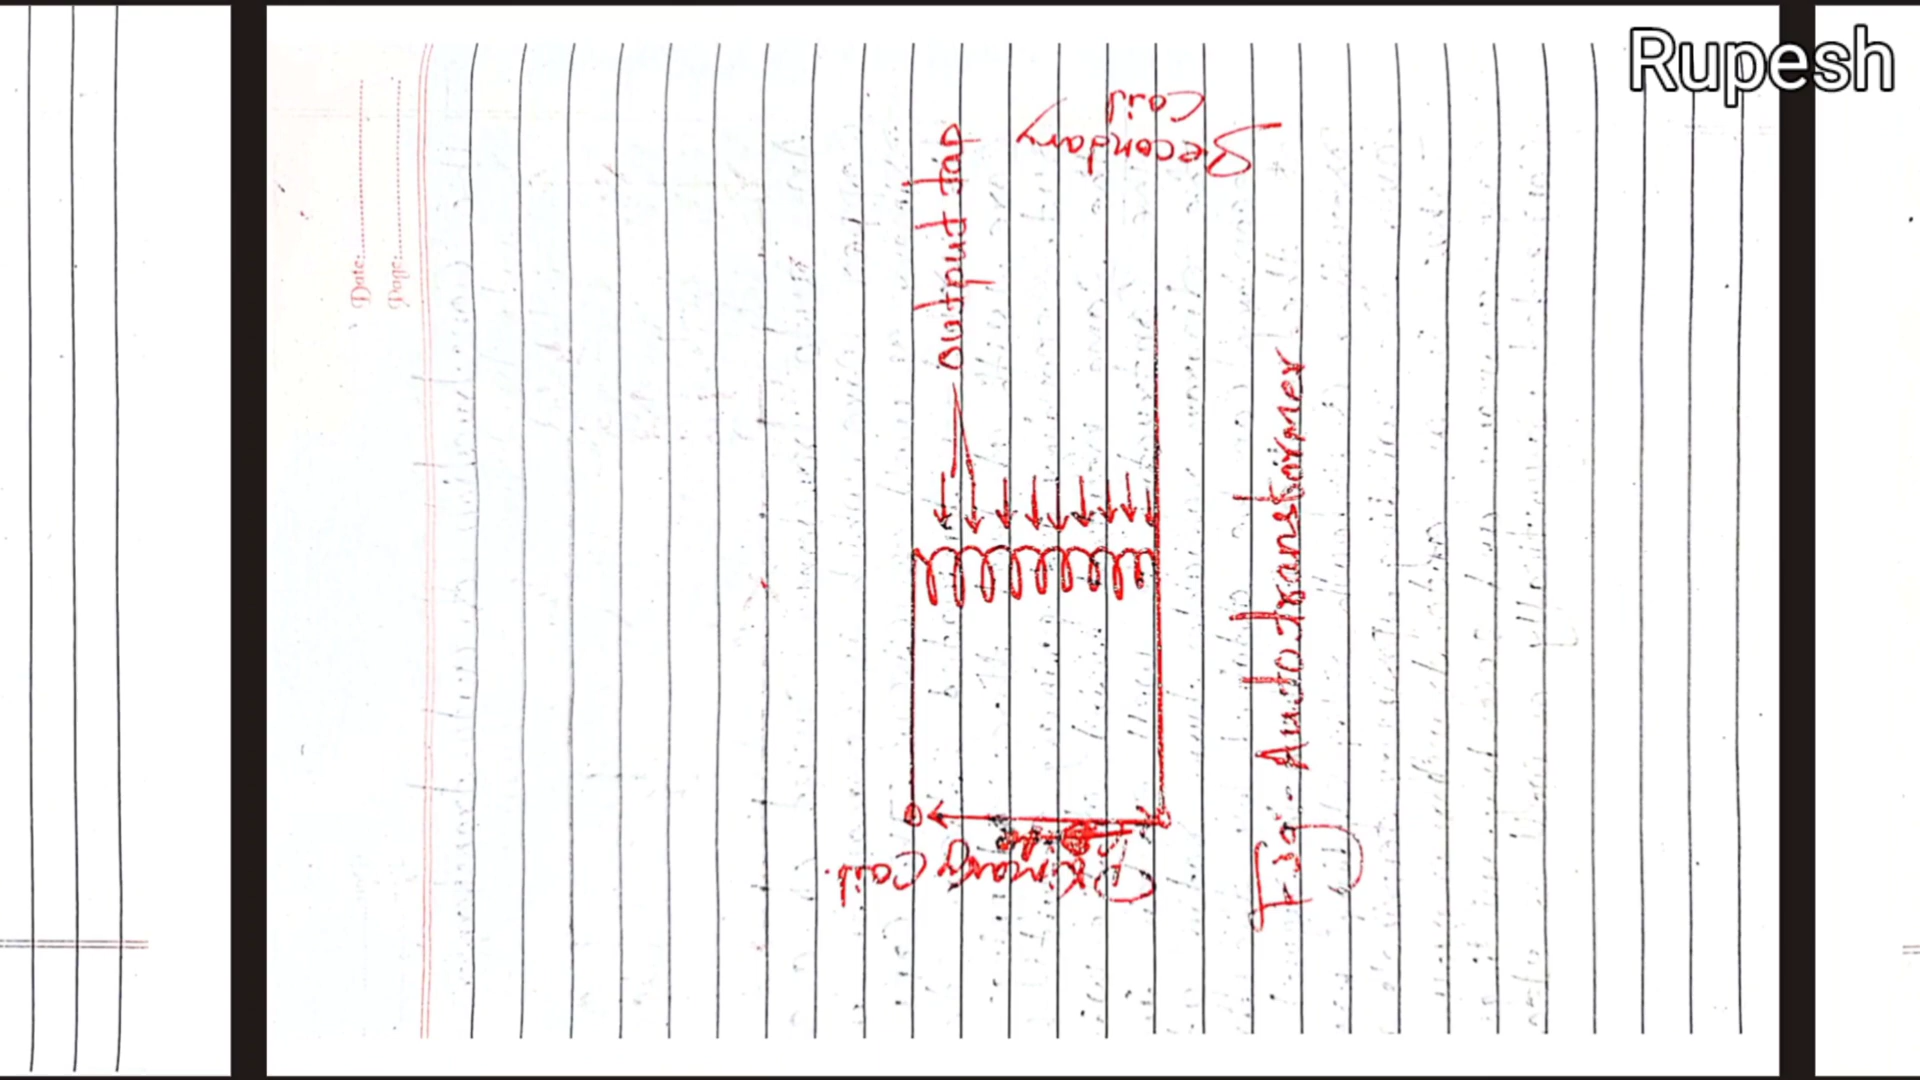 Rupesh
Date:
Page:
Secondary
Coil
output Tap
Primary Coil.
Fig:- Autotransformer